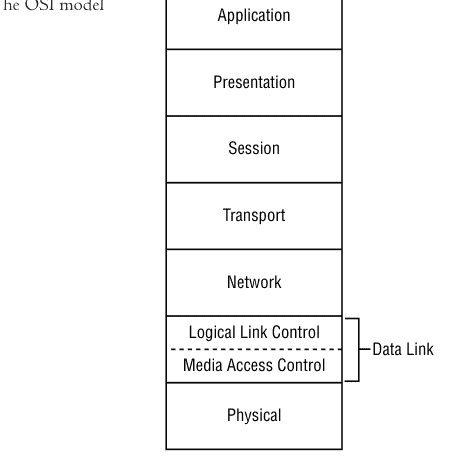 he OSI model
Application
Presentation
Session
Transport
Network
Logical Link Control
Media Access Control
Data Link
Physical